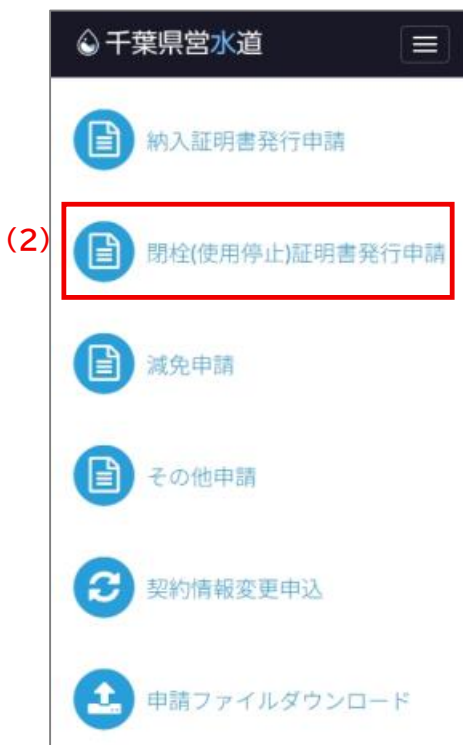 千葉県営水道
納入証明書発行申請
(2)
閉栓(使用停止)証明書発行申請
減免申請
その他申請
契約情報変更申込
申請ファイルダウンロード